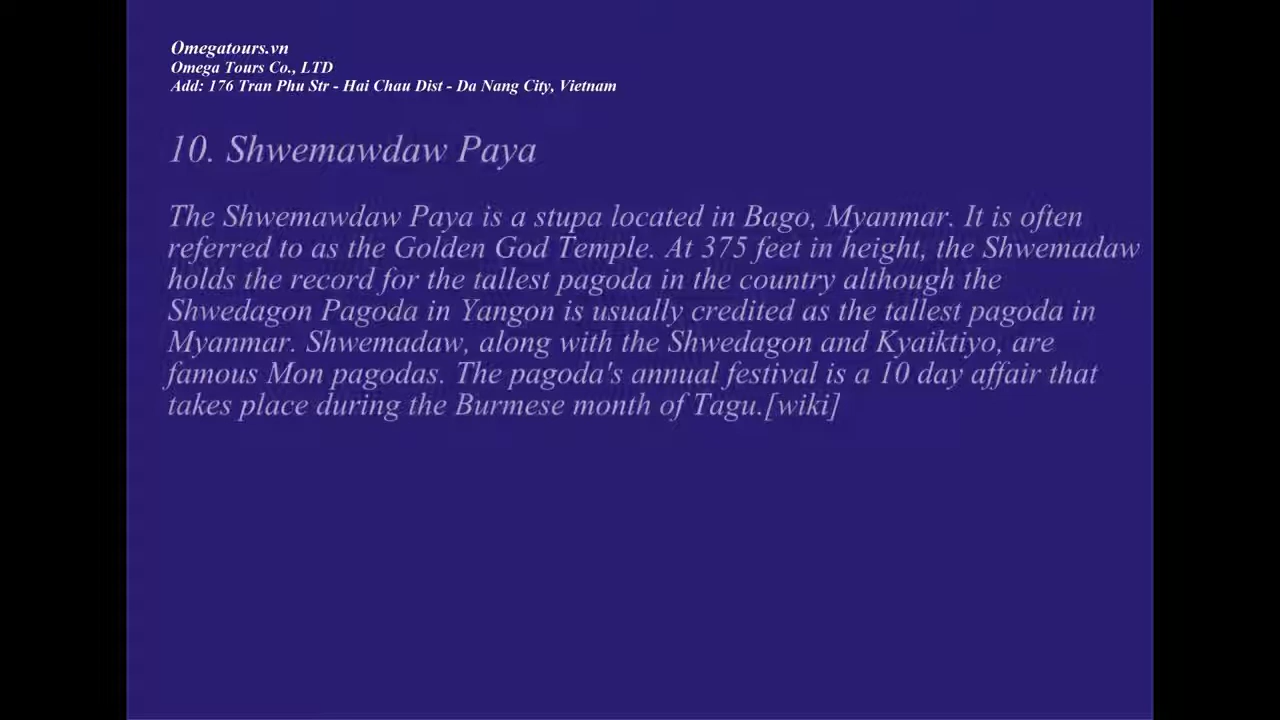 Omegatours.vn
Omega Tours Co., LTD
Add: 176 Tran Phu Str - Hai Chau Dist - Da Nang City, Vietnam
10. Shwemawdaw Paya
The Shwemawdaw Paya is a stupa located in Bago, Myanmar. It is often
referred to as the Golden God Temple. At 375 feet in height, the Shwemadaw
holds the record for the tallest pagoda in the country although the
Shwedagon Pagoda in Yangon is usually credited as the tallest pagoda in
Myanmar. Shwemadaw, along with the Shwedagon and Kyaiktiyo, are
famous Mon pagodas. The pagoda's annual festival is a 10 day affair that
takes place during the Burmese month of Tagu.[wiki]